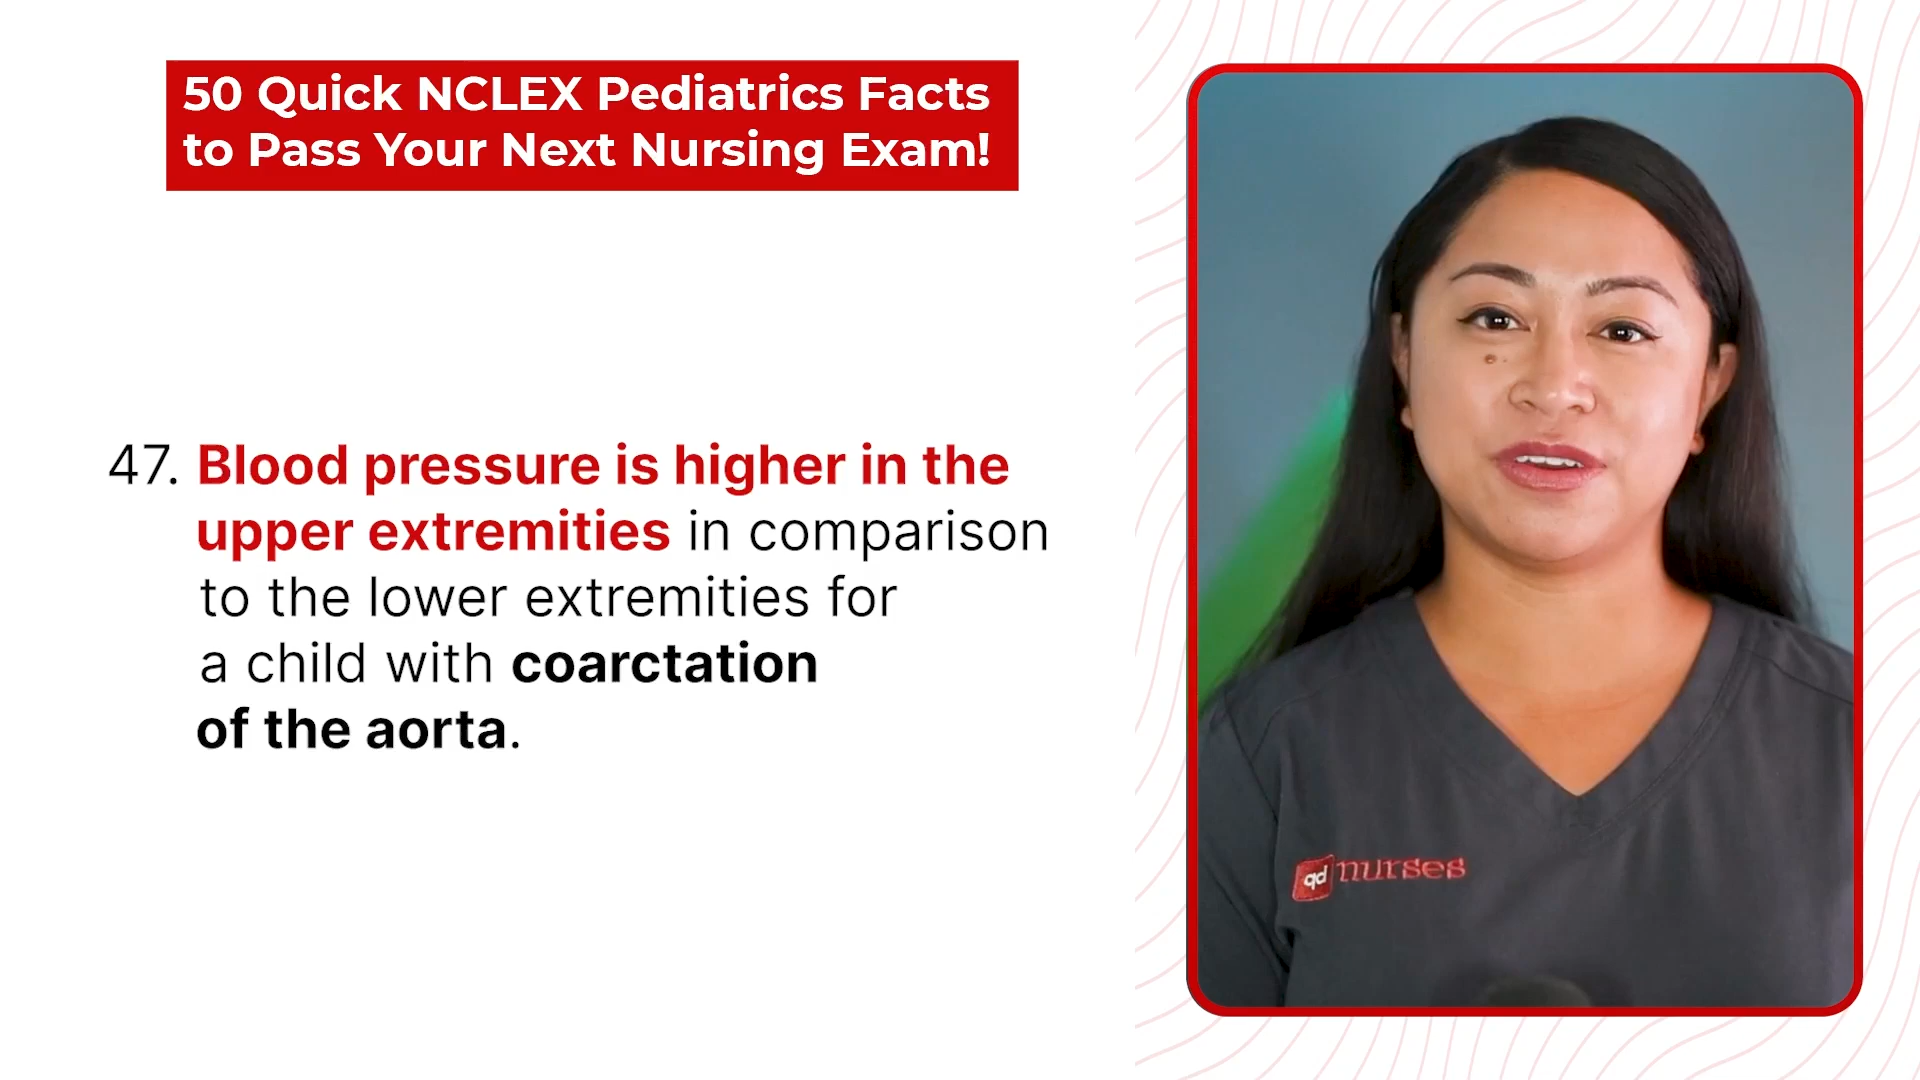 50 Quick NCLEX Pediatrics Facts
to Pass Your Next Nursing Exam!
47. Blood pressure is higher in the
upper extremities in comparison
to the lower extremities for
a child with coarctation
of the aorta.
qd nurses